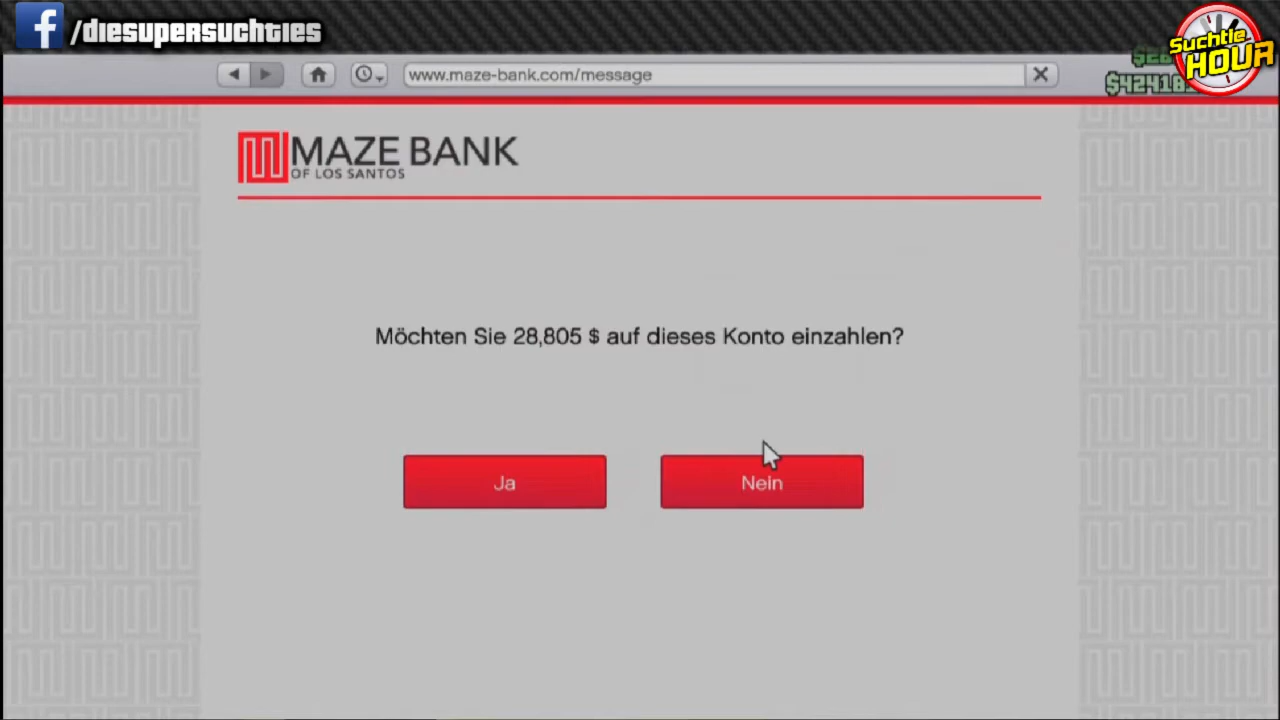 /diesupersuchties
Suchtle
HOUR
www.maze-bank.com/message
MAZE BANK
OF LOS SANTOS
Möchten Sie 28,805 $ auf dieses Konto einzahlen?
Ja
Nein